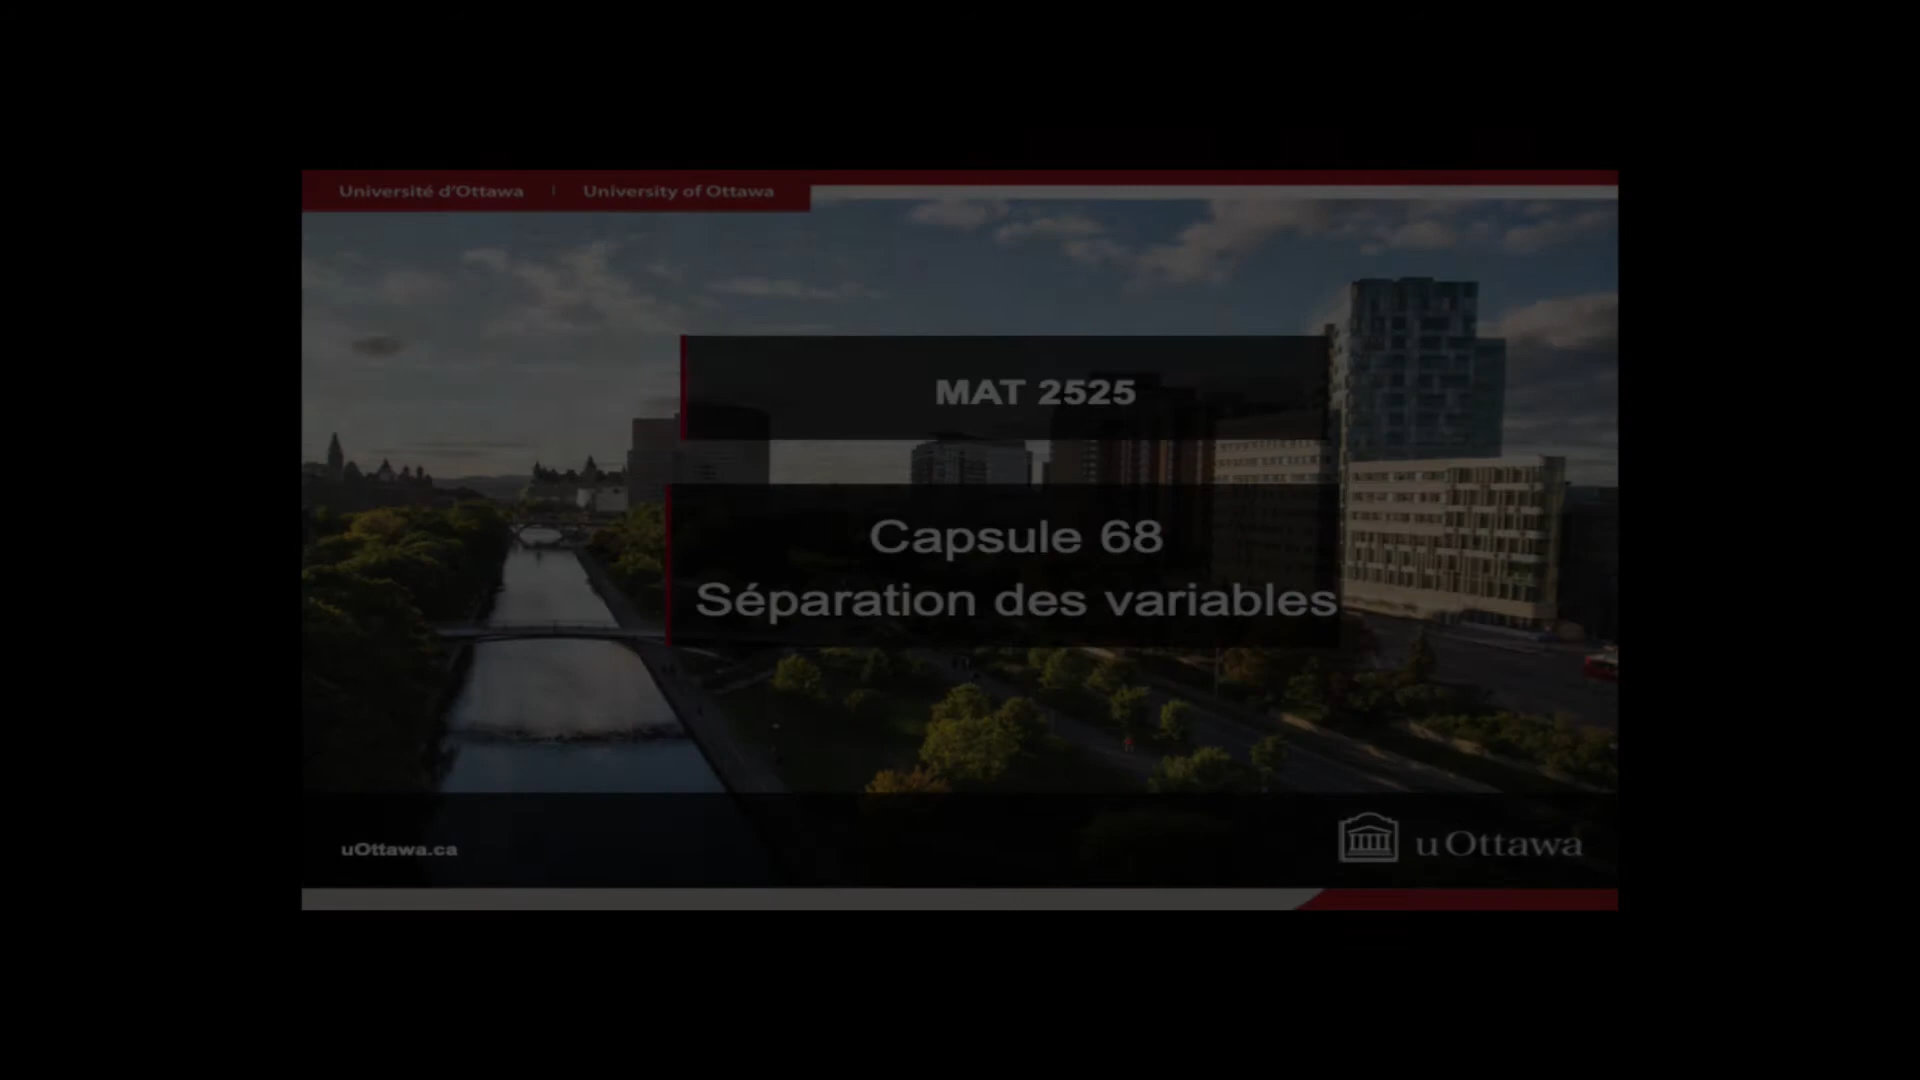 Université d'Ottawa | University of Ottawa
MAT 2525
Capsule 68
Séparation des variables
uOttawa.ca
uOttawa